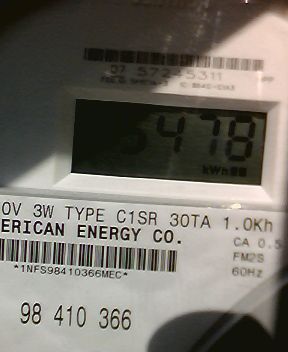 07 57245311
5478
kWh
0V 3W TYPE C1SR 30TA 1.0Kh
ERICAN ENERGY CO.
CA 0.5
*1NFS98410366MEC*
FM2S
60Hz
98 410 366